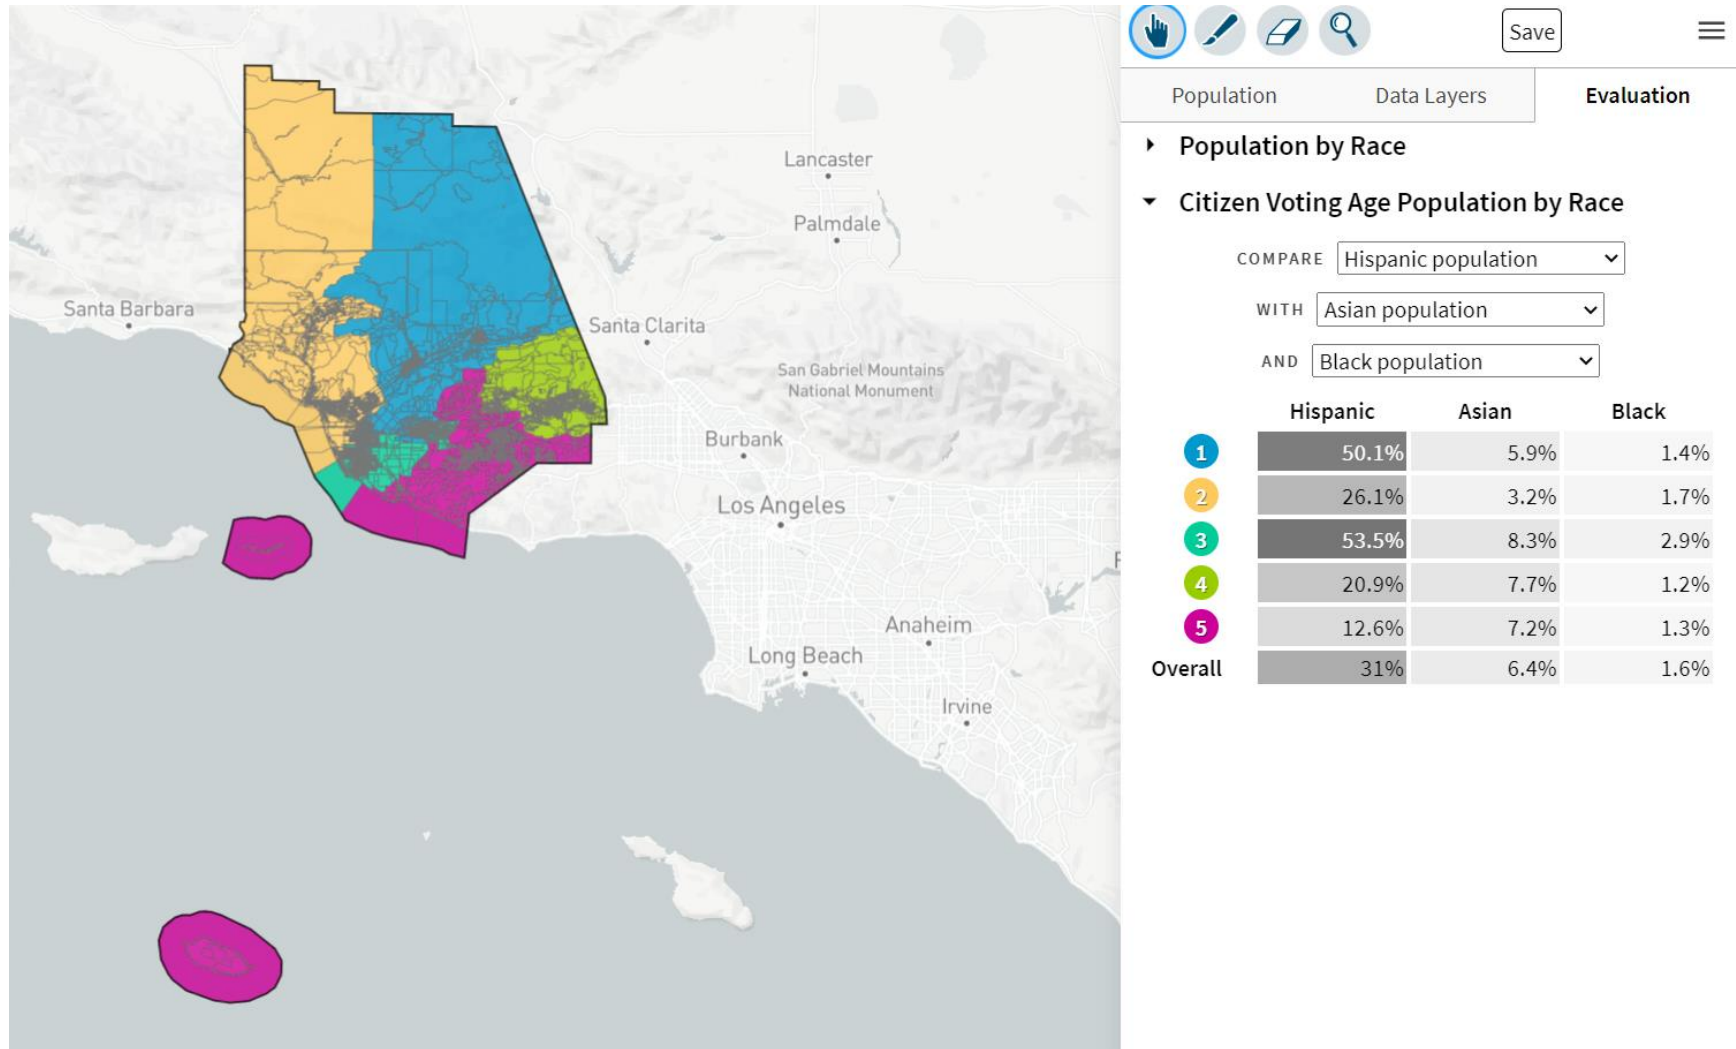 Lancaster
Palmdale
Santa Barbara
Santa Clarita
San Gabriel Mountains
National Monument
Burbank
Los Angeles
Anaheim
Long Beach
Irvine
Save
Population Data Layers Evaluation
Population by Race
Citizen Voting Age Population by Race
COMPARE Hispanic population
WITH Asian population
AND Black population
Hispanic Asian Black
1 50.1% 5.9% 1.4%
2 26.1% 3.2% 1.7%
3 53.5% 8.3% 2.9%
4 20.9% 7.7% 1.2%
5 12.6% 7.2% 1.3%
Overall 31% 6.4% 1.6%